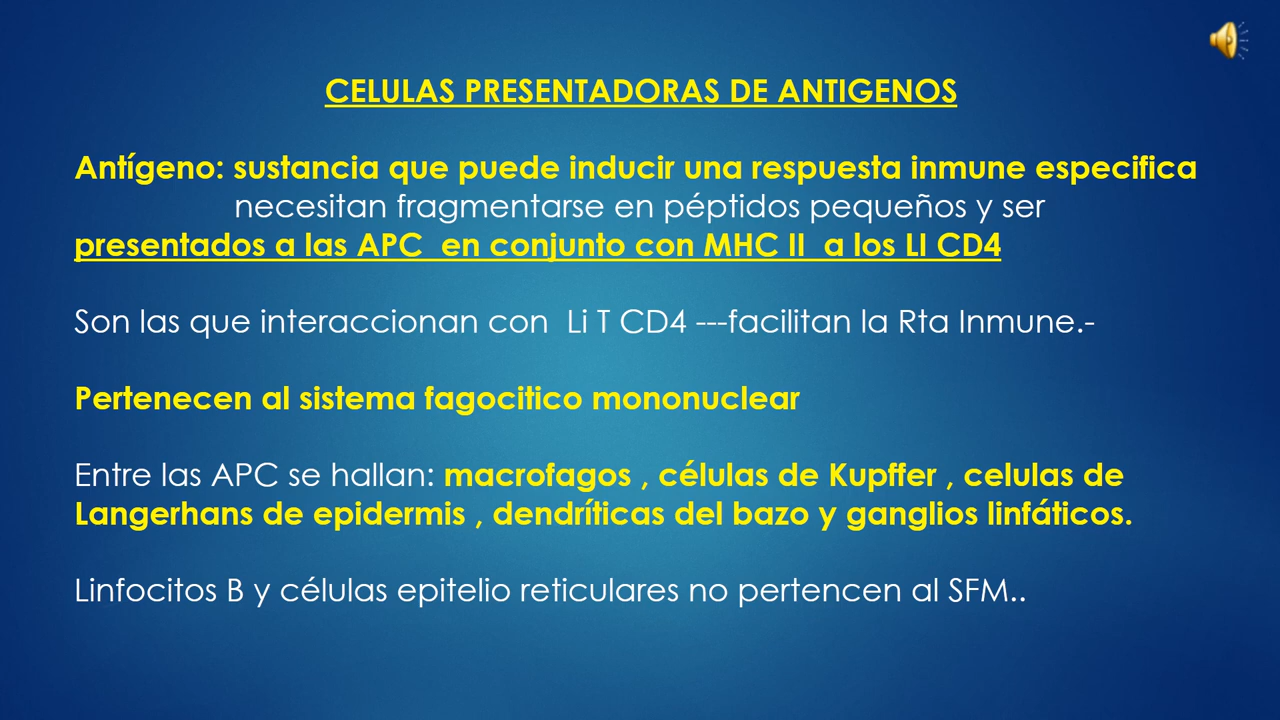 CELULAS PRESENTADORAS DE ANTIGENOS
Antígeno: sustancia que puede inducir una respuesta inmune especifica
necesitan fragmentarse en péptidos pequeños y ser
presentados a las APC  en conjunto con MHC II  a los LI CD4
Son las que interaccionan con  Li T CD4 ---facilitan la Rta Inmune.-
Pertenecen al sistema fagocitico mononuclear
Entre las APC se hallan: macrofagos , células de Kupffer , celulas de
Langerhans de epidermis , dendríticas del bazo y ganglios linfáticos.
Linfocitos B y células epitelio reticulares no pertencen al SFM..